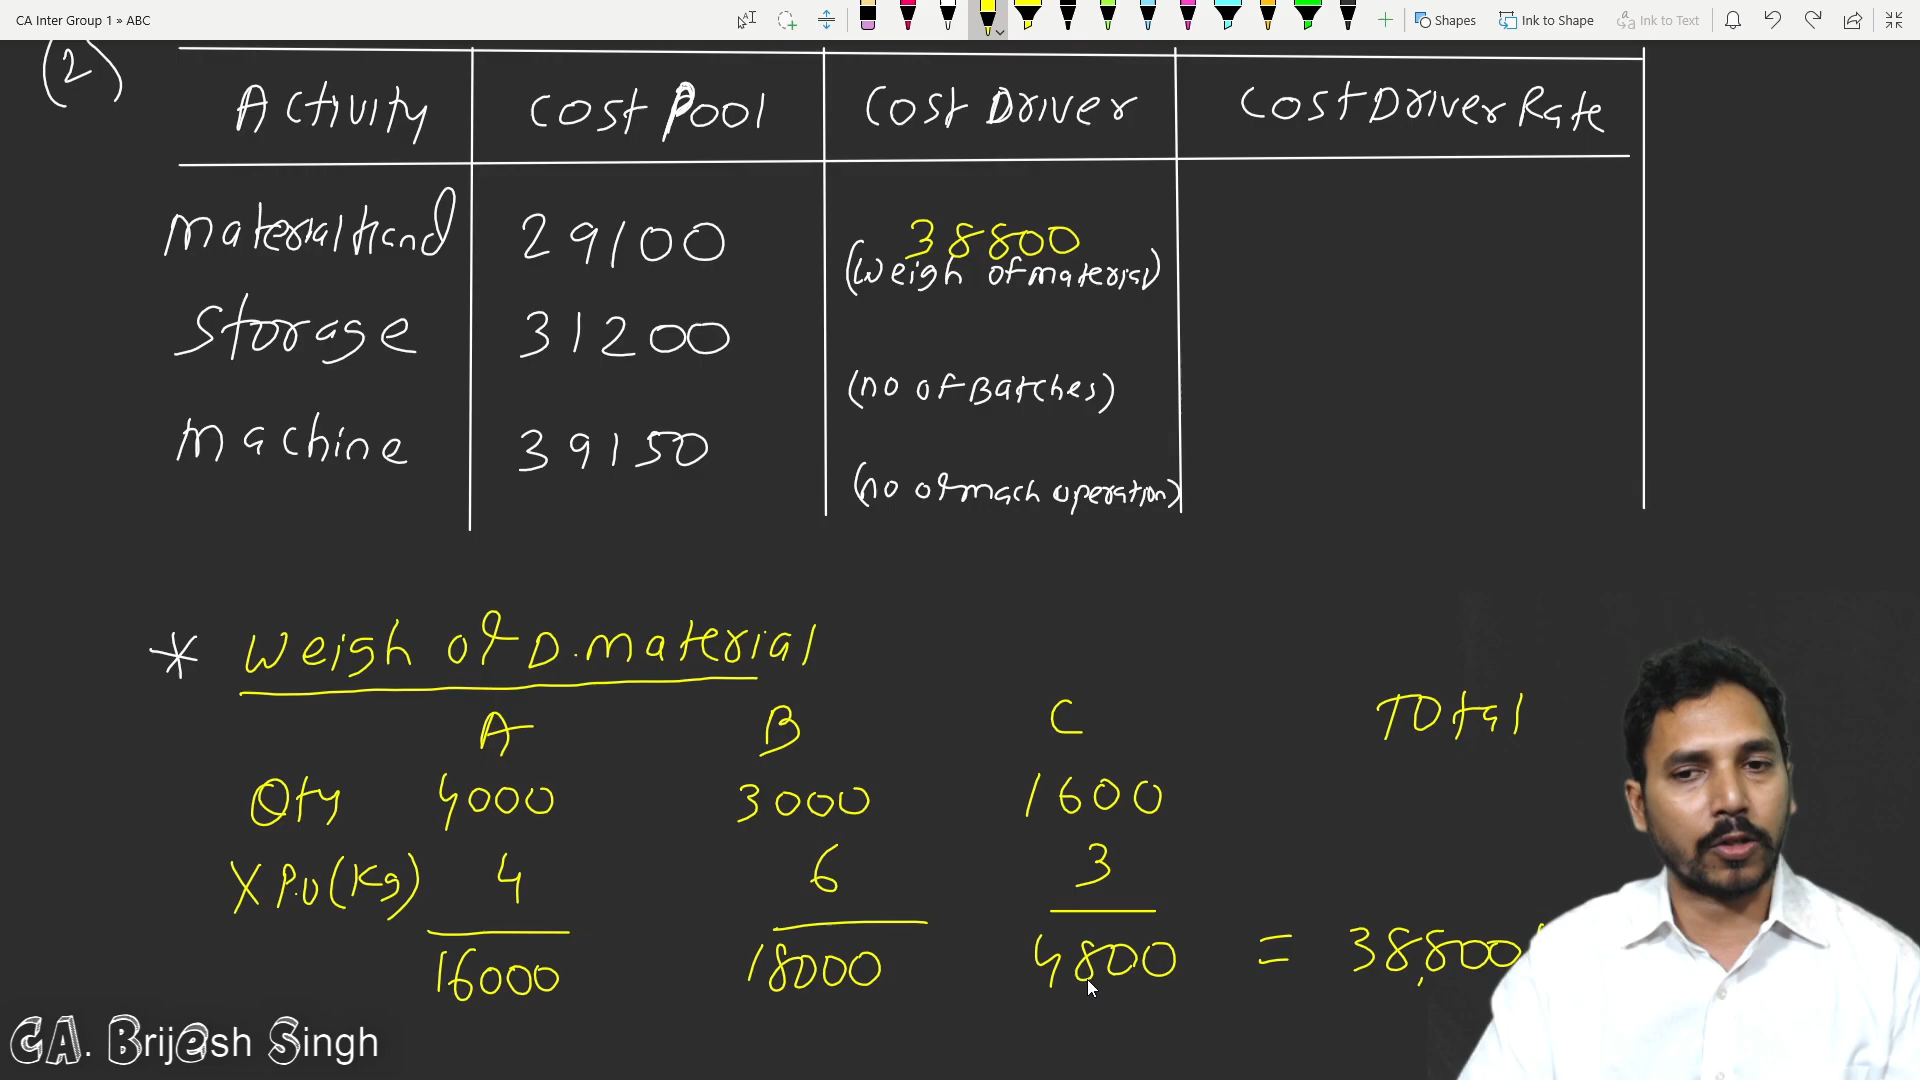 CA Inter Group 1 » ABC
Shapes Ink to Shape Ink to Text
(2)
Activity Cost Pool Cost Driver Cost Driver Rate
Material Hand 29100 38800
(Weigh of material)
Storage 31200
(no of Batches)
Machine 39150
(no of mach operation)
* Weigh of D. material
A B C Total
Qty 4000 3000 1600
X P.U (Kg) 4 6 3
16000 18000 4800 = 38,800
CA. Brijesh Singh